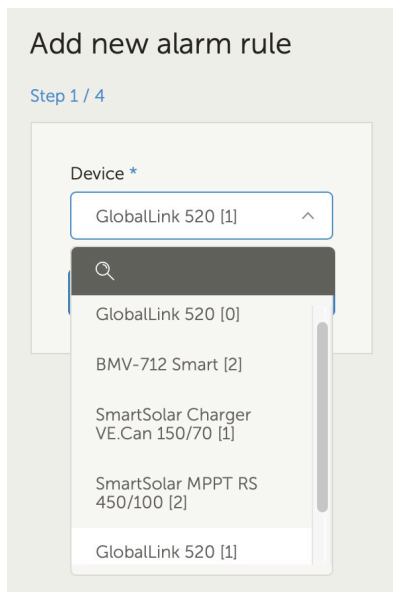 Add new alarm rule
Step 1 / 4
Device *
GlobalLink 520 [1]
GlobalLink 520 [0]
BMV-712 Smart [2]
SmartSolar Charger
VE.Can 150/70 [1]
SmartSolar MPPT RS
450/100 [2]
GlobalLink 520 [1]